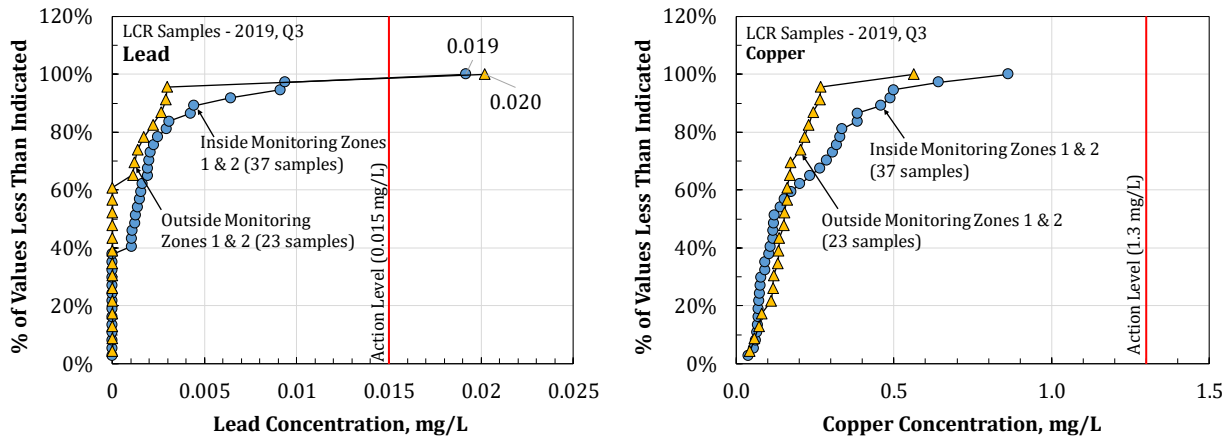 LCR Samples - 2019, Q3
Lead
0.019
0.020
Inside Monitoring Zones
1 & 2 (37 samples)
Outside Monitoring
Zones 1 & 2 (23 samples)
Action Level (0.015 mg/L)
% of Values Less Than Indicated
120%
100%
80%
60%
40%
20%
0%
0
0.005
0.010
0.015
0.020
0.025
Lead Concentration, mg/L
LCR Samples - 2019, Q3
Copper
Inside Monitoring Zones 1 & 2
(37 samples)
Outside Monitoring Zones 1 & 2
(23 samples)
Action Level (1.3 mg/L)
% of Values Less Than Indicated
120%
100%
80%
60%
40%
20%
0%
0.0
0.5
1.0
1.5
Copper Concentration, mg/L